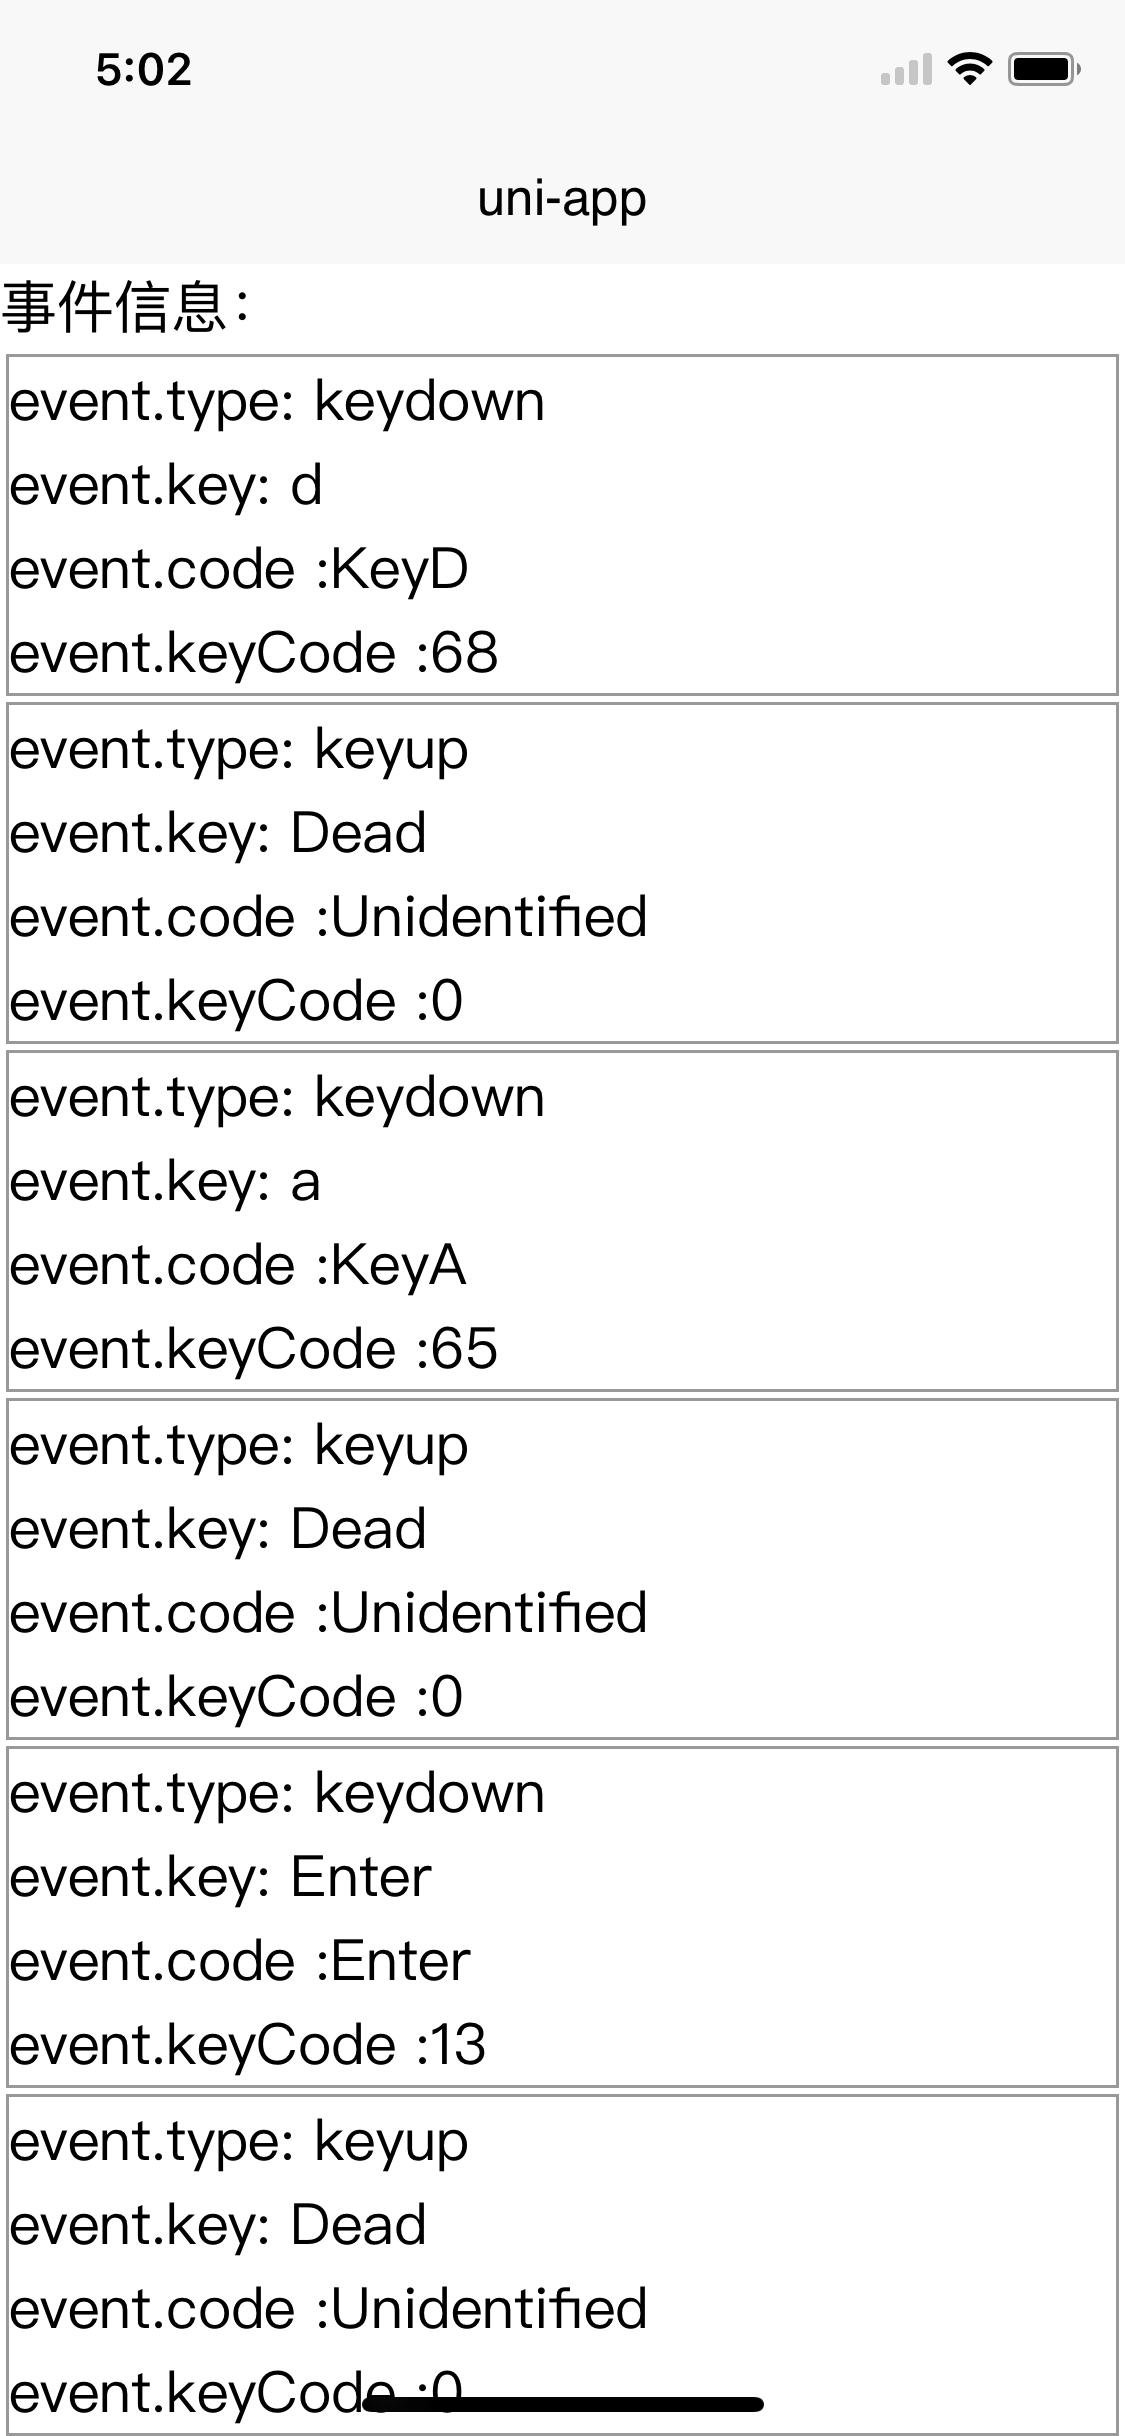 5:02
uni-app
事件信息：
event.type: keydown
event.key: d
event.code :KeyD
event.keyCode :68
event.type: keyup
event.key: Dead
event.code :Unidentified
event.keyCode :0
event.type: keydown
event.key: a
event.code :KeyA
event.keyCode :65
event.type: keyup
event.key: Dead
event.code :Unidentified
event.keyCode :0
event.type: keydown
event.key: Enter
event.code :Enter
event.keyCode :13
event.type: keyup
event.key: Dead
event.code :Unidentified
event.keyCode :0